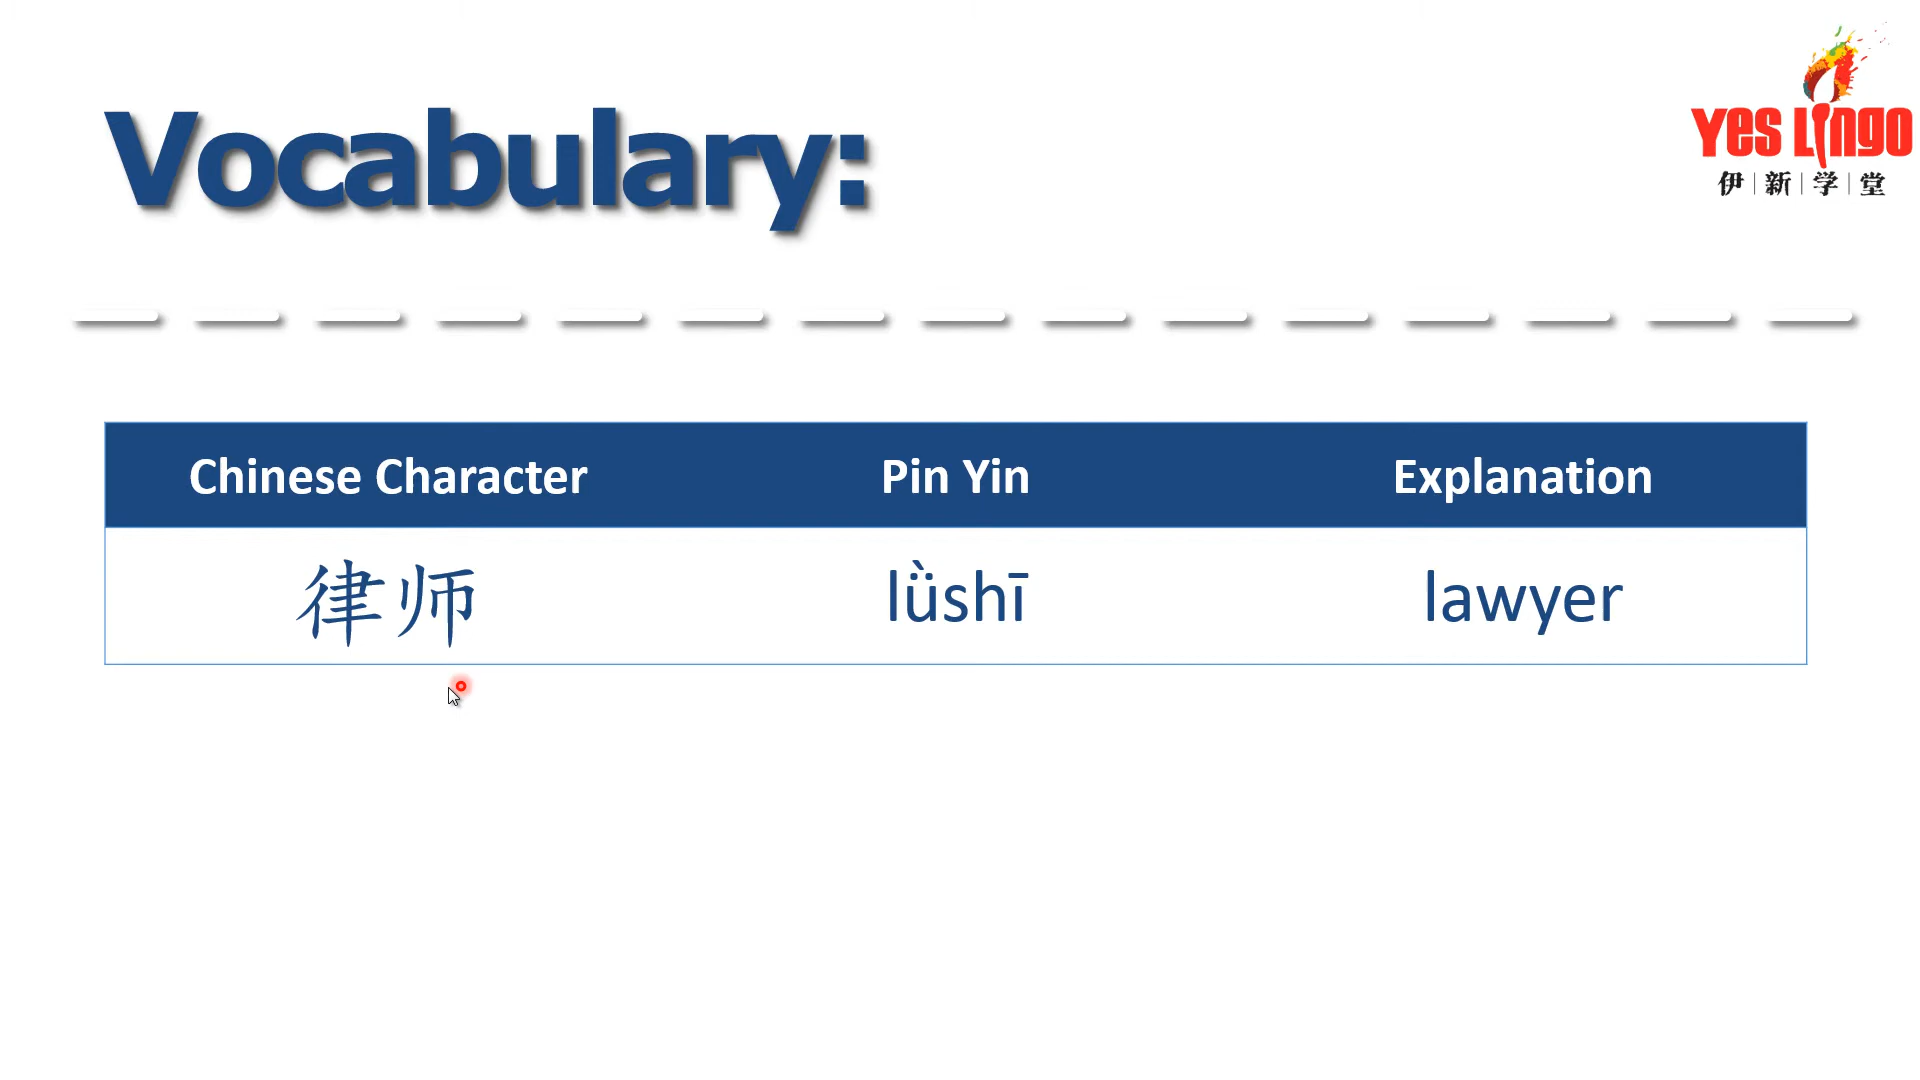 Vocabulary:
Yes Lingo
伊|新|学|堂
Chinese Character Pin Yin Explanation
律师 lǜshī lawyer